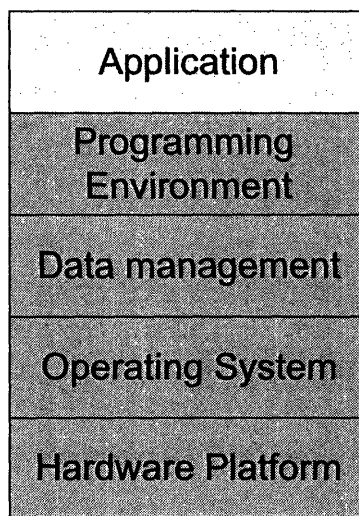 Application
Programming
Environment
Data management
Operating System
Hardware Platform